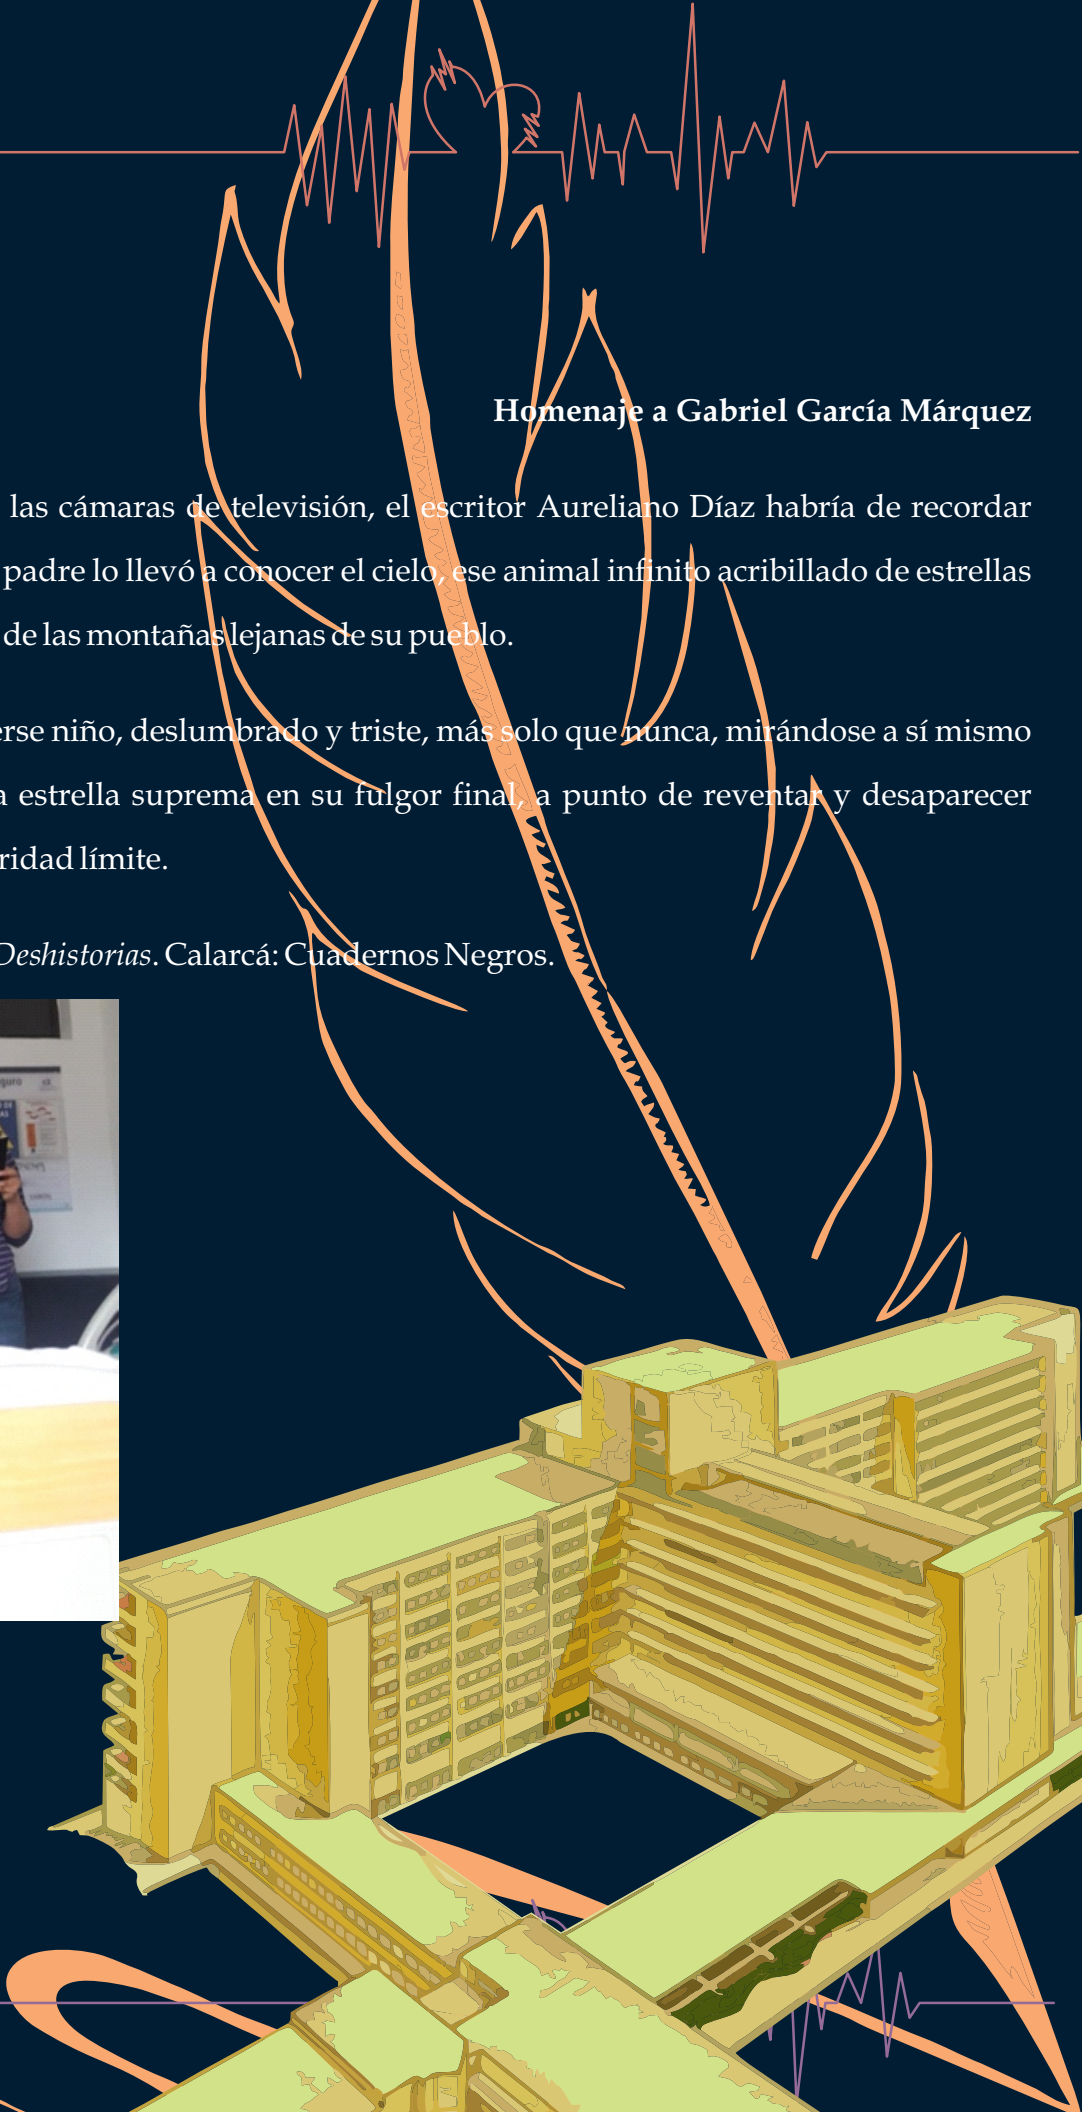 Homenaje a Gabriel García Márquez
las cámaras de televisión, el escritor Aureliano Díaz habría de recordar
padre lo llevó a conocer el cielo, ese animal infinito acribillado de estrellas
de las montañas lejanas de su pueblo.
erse niño, deslumbrado y triste, más solo que nunca, mirándose a sí mismo
a estrella suprema en su fulgor final, a punto de reventar y desaparecer
ridad límite.
Deshistorias. Calarcá: Cuadernos Negros.
guro